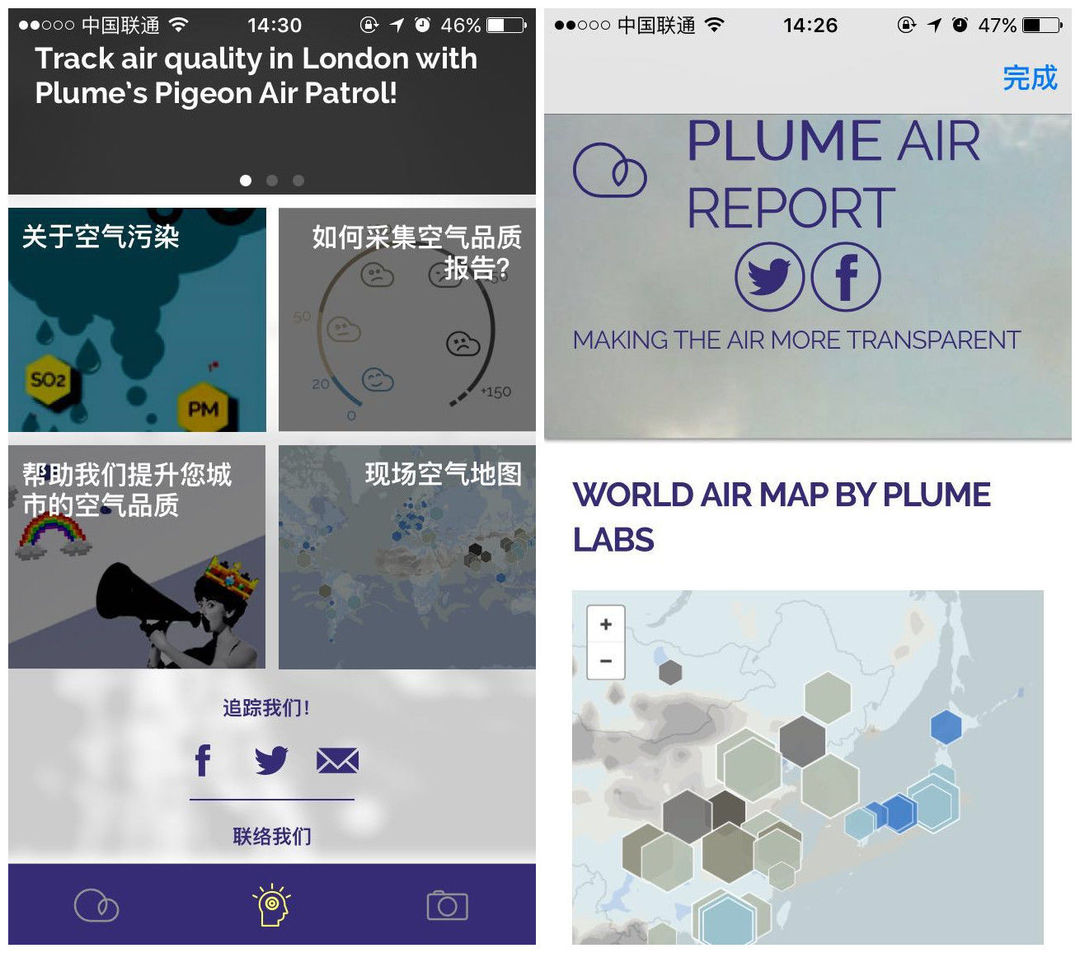 中国联通 14:30 46%
Track air quality in London with
Plume's Pigeon Air Patrol!
关于空气污染
SO2
PM
如何采集空气品质
报告?
50
20
0
+150
帮助我们提升您城
市的空气品质
现场空气地图
追踪我们!
联络我们
中国联通 14:26 47%
完成
PLUME AIR
REPORT
MAKING THE AIR MORE TRANSPARENT
WORLD AIR MAP BY PLUME
LABS
+
−